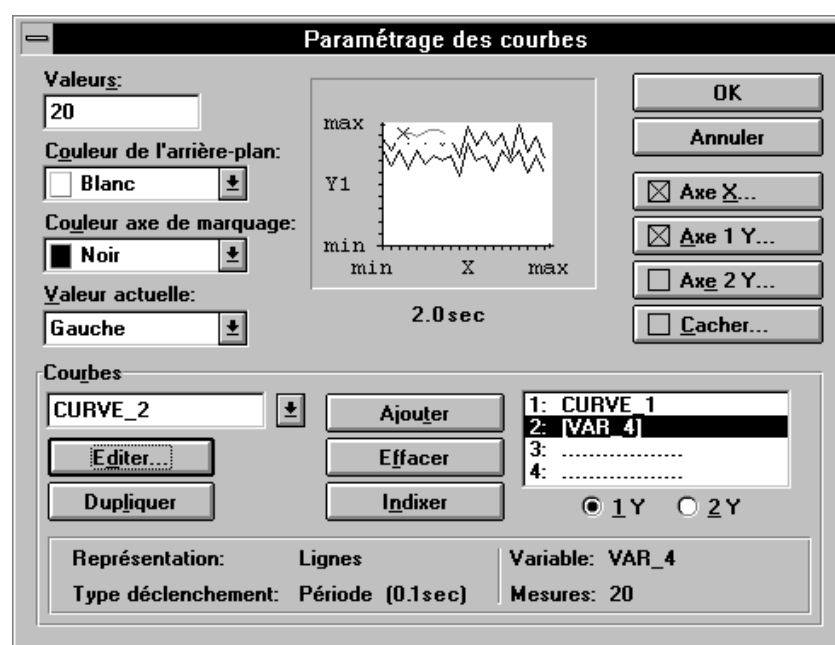 Paramétrage des courbes
Valeurs:
20
Couleur de l'arrière-plan:
Blanc
Couleur axe de marquage:
Noir
Valeur actuelle:
Gauche
max
Y1
min
min X max
2.0sec
OK
Annuler
Axe X...
Axe 1 Y...
Axe 2 Y...
Cacher...
Courbes
CURVE_2
Editer...
Dupliquer
Ajouter
Effacer
Indixer
1: CURVE_1
2: [VAR_4]
3: .................
4: .................
1 Y 2 Y
Représentation: Lignes
Type déclenchement: Période (0.1sec)
Variable: VAR_4
Mesures: 20